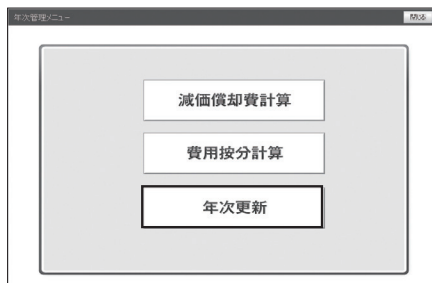 年次管理メニュー
閉じる
減価償却費計算
費用按分計算
年次更新